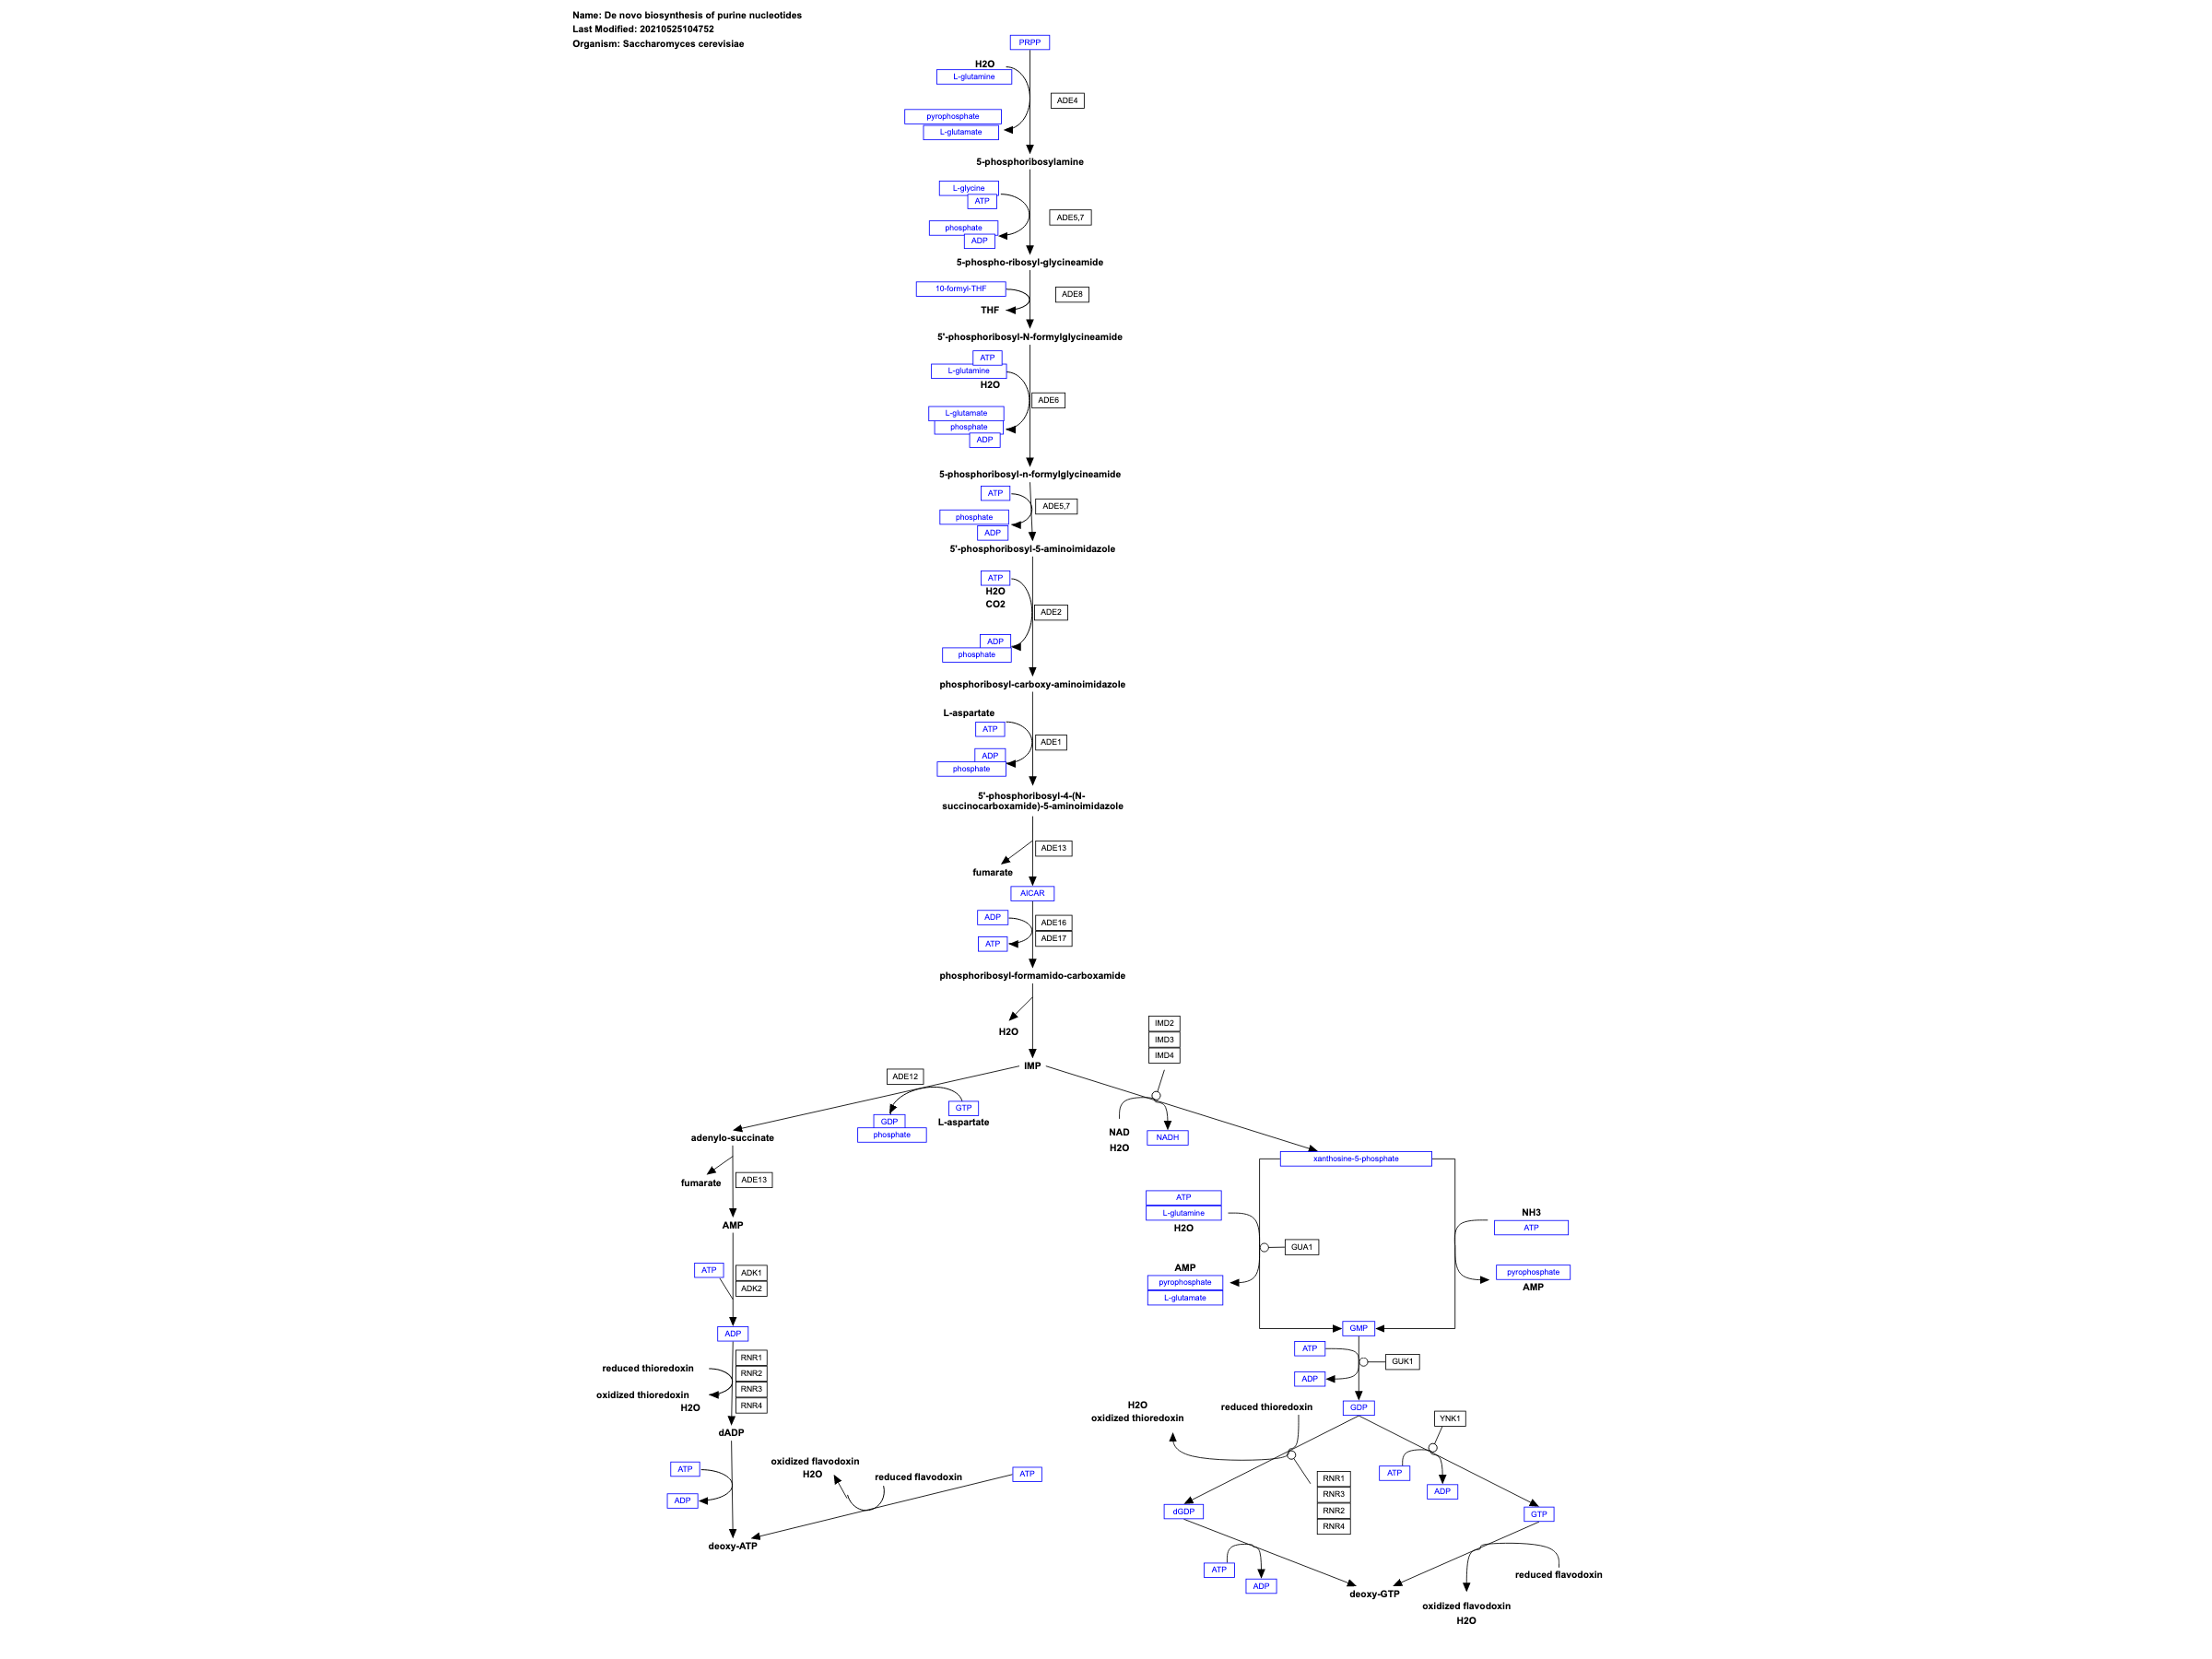 Name: De novo biosynthesis of purine nucleotides
Last Modified: 20210525104752
Organism: Saccharomyces cerevisiae
PRPP
H2O
L-glutamine
ADE4
pyrophosphate
L-glutamate
5-phosphoribosylamine
L-glycine
ATP
ADE5,7
phosphate
ADP
5-phospho-ribosyl-glycineamide
10-formyl-THF
ADE8
THF
5'-phosphoribosyl-N-formylglycineamide
ATP
L-glutamine
H2O
ADE6
L-glutamate
phosphate
ADP
5-phosphoribosyl-n-formylglycineamide
ATP
ADE5,7
phosphate
ADP
5'-phosphoribosyl-5-aminoimidazole
ATP
H2O
CO2
ADE2
ADP
phosphate
phosphoribosyl-carboxy-aminoimidazole
L-aspartate
ATP
ADE1
ADP
phosphate
5'-phosphoribosyl-4-(N-
succinocarboxamide)-5-aminoimidazole
ADE13
fumarate
AICAR
ADP
ADE16
ADE17
ATP
phosphoribosyl-formamido-carboxamide
H2O
IMP
IMD2
IMD3
IMD4
ADE12
GTP
L-aspartate
GDP
phosphate
adenylo-succinate
NAD
H2O
NADH
xanthosine-5-phosphate
fumarate
ADE13
AMP
ATP
L-glutamine
H2O
GUA1
AMP
pyrophosphate
L-glutamate
NH3
ATP
pyrophosphate
AMP
ATP
ADK1
ADK2
ADP
GMP
ATP
GUK1
ADP
GDP
reduced thioredoxin
RNR1
RNR2
RNR3
RNR4
oxidized thioredoxin
H2O
dADP
H2O
oxidized thioredoxin
reduced thioredoxin
YNK1
ATP
ADP
RNR1
RNR3
RNR2
RNR4
dGDP
GTP
ATP
ADP
oxidized flavodoxin
H2O
reduced flavodoxin
ATP
deoxy-ATP
ATP
ADP
deoxy-GTP
reduced flavodoxin
oxidized flavodoxin
H2O